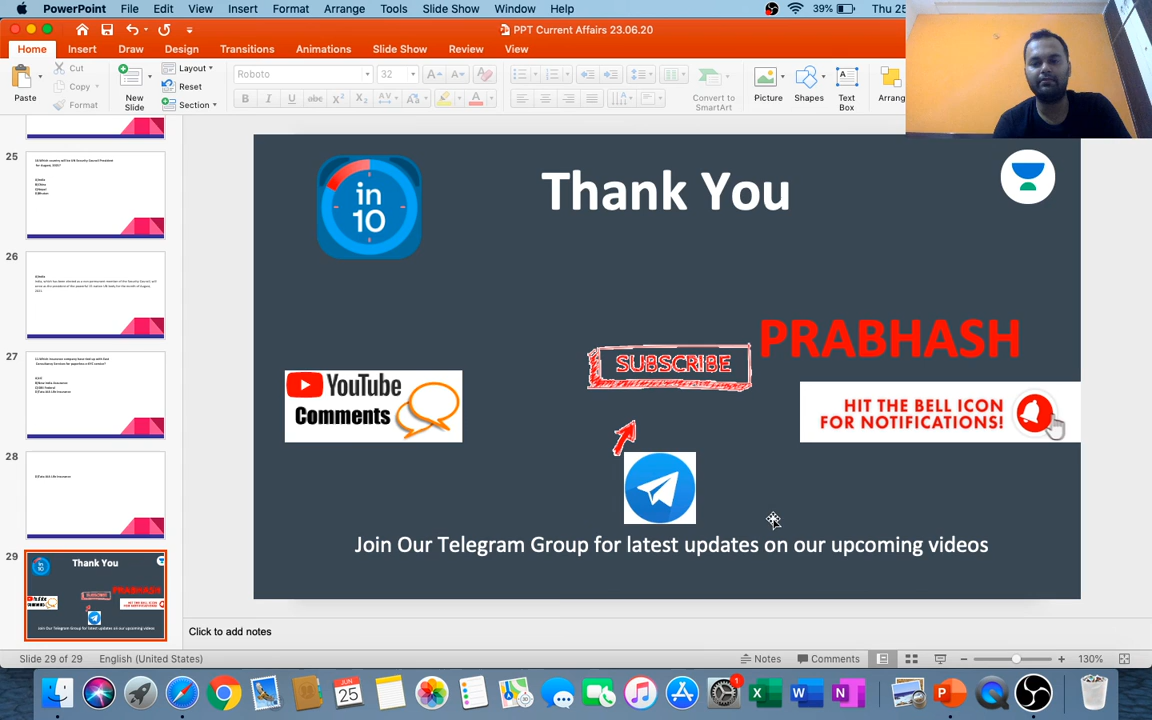 PowerPoint File Edit View Insert Format Arrange Tools Slide Show Window Help 39% Thu 25
PPT Current Affairs 23.06.20
Home Insert Draw Design Transitions Animations Slide Show Review View
Paste Cut Copy Format
New Slide Layout Reset Section
Roboto 32
Convert to SmartArt
Picture Shapes Text Box Arrang
25
26
27
28
29
in
10
Thank You
PRABHASH
SUBSCRIBE
YouTube
Comments
HIT THE BELL ICON
FOR NOTIFICATIONS!
Join Our Telegram Group for latest updates on our upcoming videos
Click to add notes
Slide 29 of 29 English (United States) Notes Comments 130%
JUN
25
1